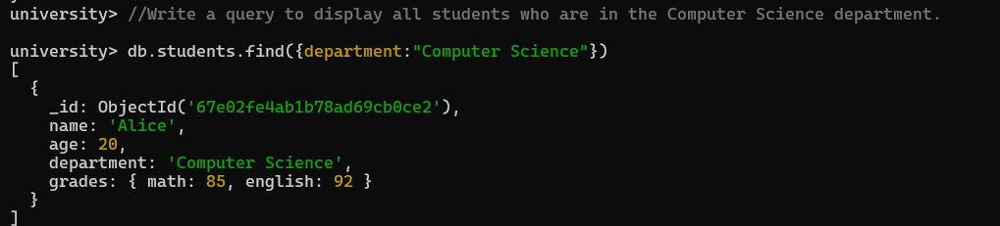 university> //Write a query to display all students who are in the Computer Science department.
university> db.students.find({department:"Computer Science"})
[
  {
    _id: ObjectId('67e02fe4ab1b78ad69cb0ce2'),
    name: 'Alice',
    age: 20,
    department: 'Computer Science',
    grades: { math: 85, english: 92 }
  }
]